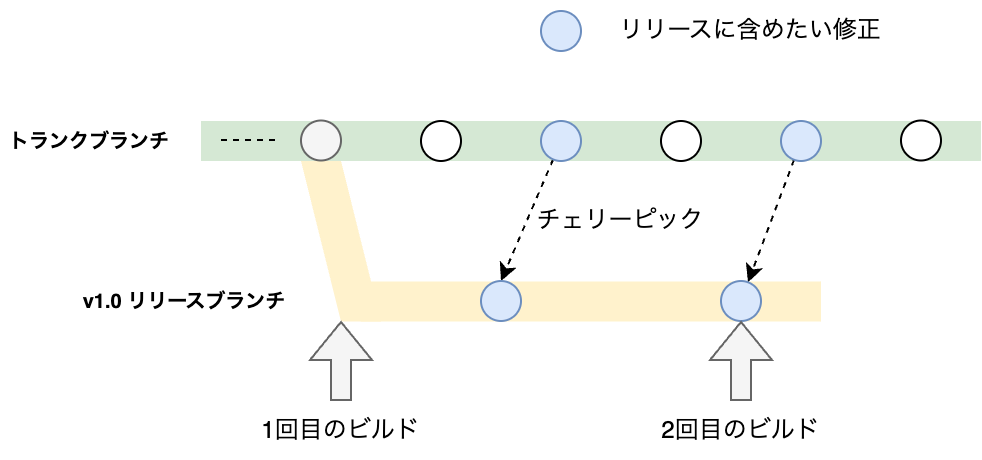 リリースに含めたい修正
トランクブランチ
チェリーピック
v1.0 リリースブランチ
1回目のビルド
2回目のビルド